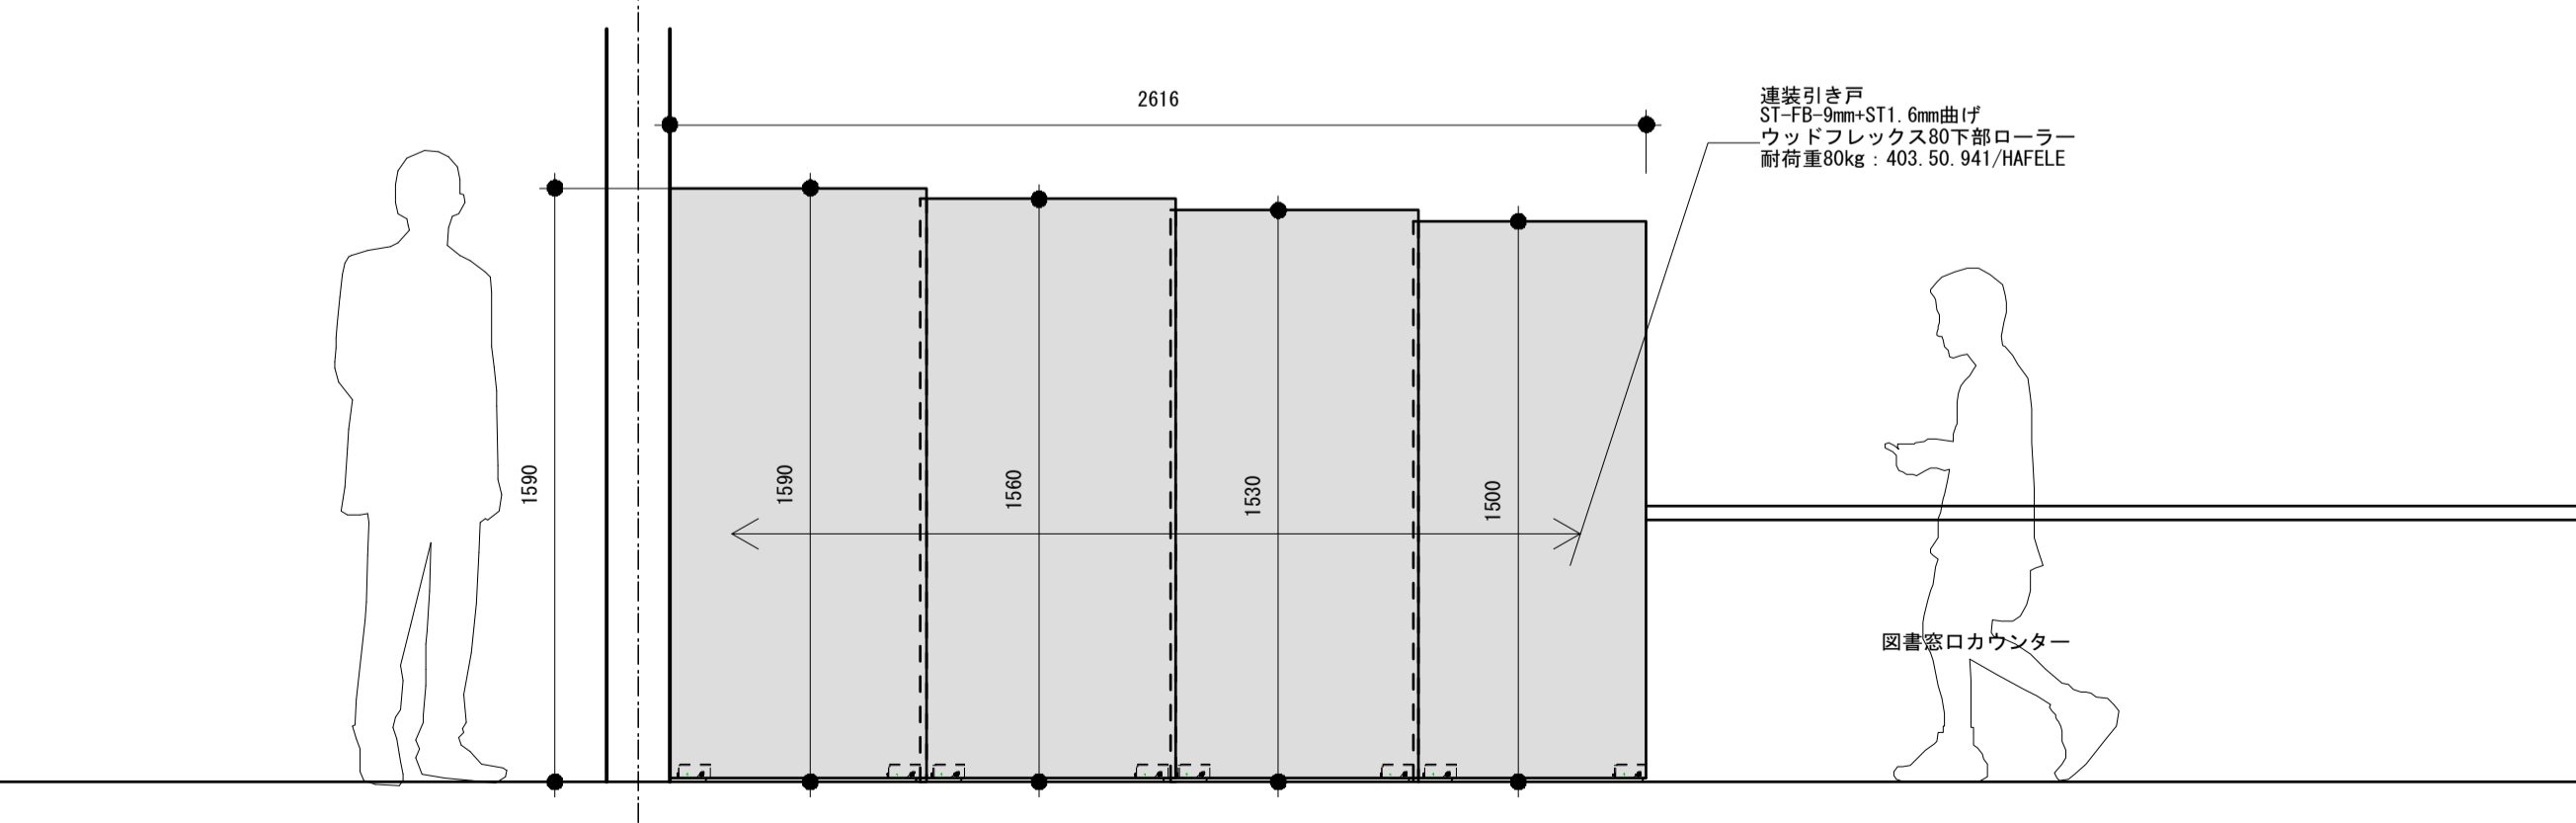 2616
連装引き戸
ST-FB-9mm+ST1.6mm曲げ
ウッドフレックス80下部ローラー
耐荷重80kg：403.50.941/HAFELE
1590
1590
1560
1530
1500
図書窓口カウンター